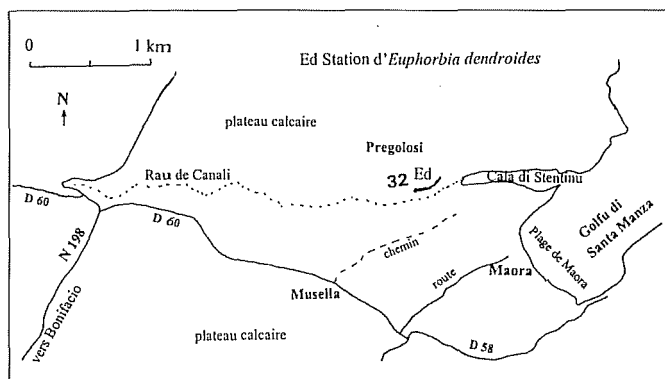 0 1 km
Ed Station d'Euphorbia dendroides
N
plateau calcaire
Pregolosi
Rau de Canali
32 Ed
Cala di Stentinu
D 60
D 60
N 198
chemin
Golfu di
Santa Manza
Plage de Maora
route
Maora
Musella
vers Bonifacio
plateau calcaire
D 58